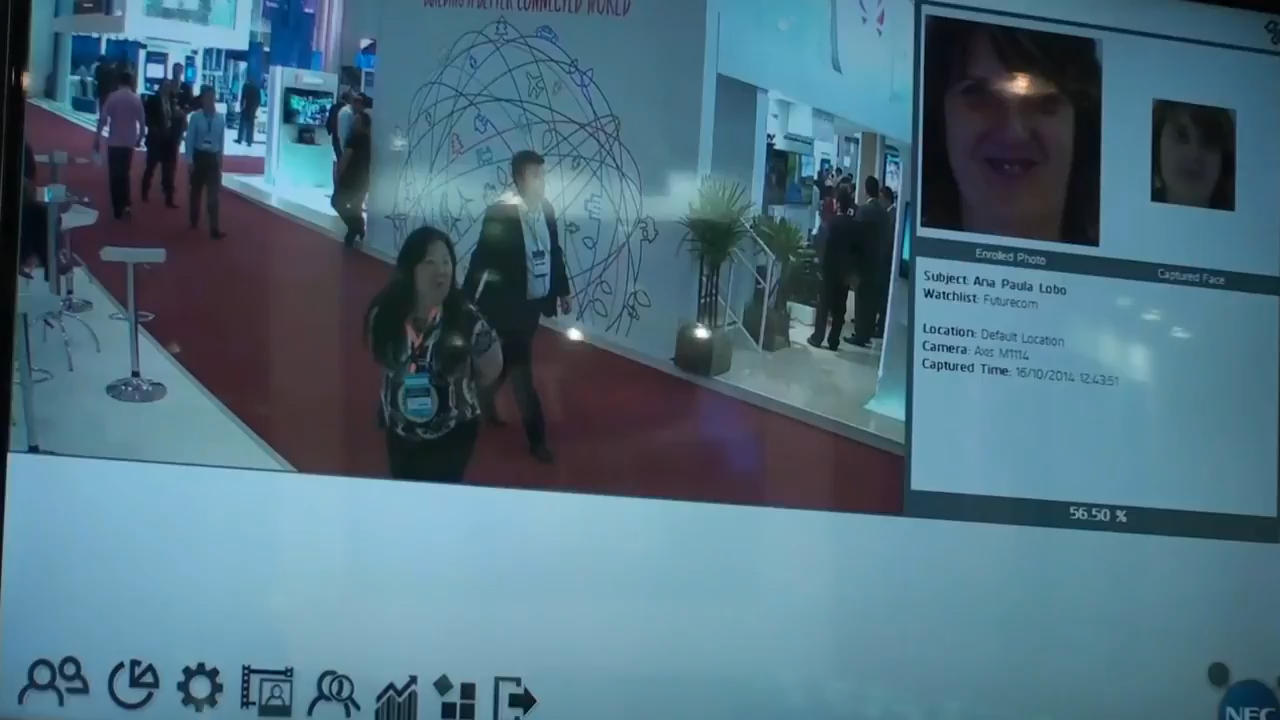 BUILDING A BETTER CONNECTED WORLD
Enrolled Photo
Captured Face
Subject: Ana Paula Lobo
Watchlist: Futurecom
Location: Default Location
Camera: Axis M1114
Captured Time: 16/10/2014 12:43:51
56.50 %
NEC